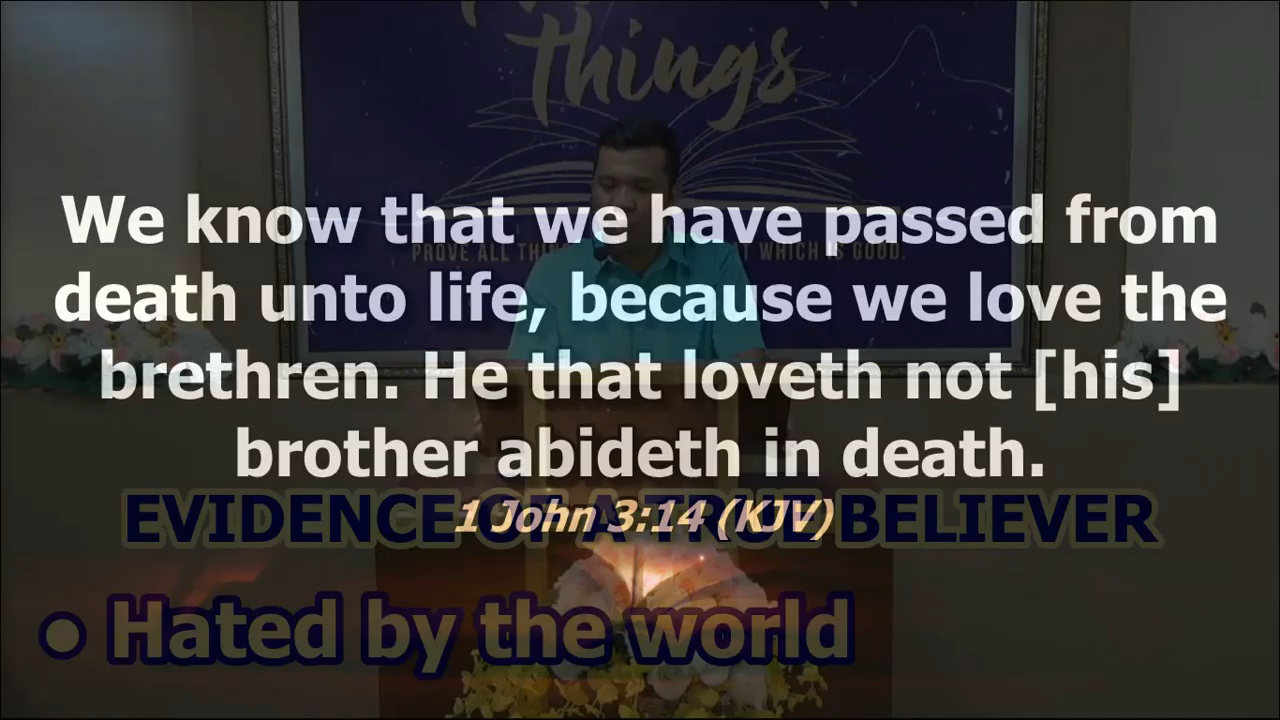 things
PROVE ALL WHICH IS GOOD.
We know that we have passed from
death unto life, because we love the
brethren. He that loveth not [his]
brother abideth in death.
1 John 3:14 (KJV)
EVIDENCE OF A TRUE BELIEVER
• Hated by the world